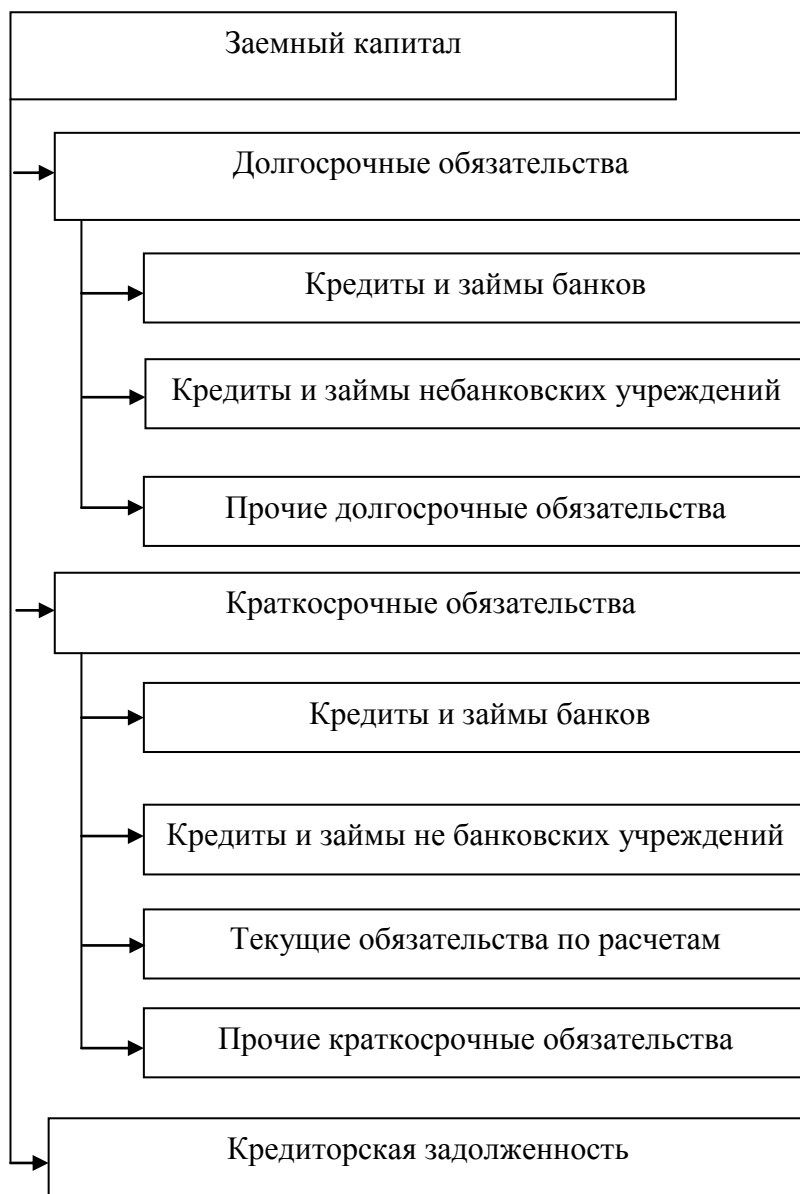 Заемный капитал
Долгосрочные обязательства
Кредиты и займы банков
Кредиты и займы небанковских учреждений
Прочие долгосрочные обязательства
Краткосрочные обязательства
Кредиты и займы банков
Кредиты и займы не банковских учреждений
Текущие обязательства по расчетам
Прочие краткосрочные обязательства
Кредиторская задолженность